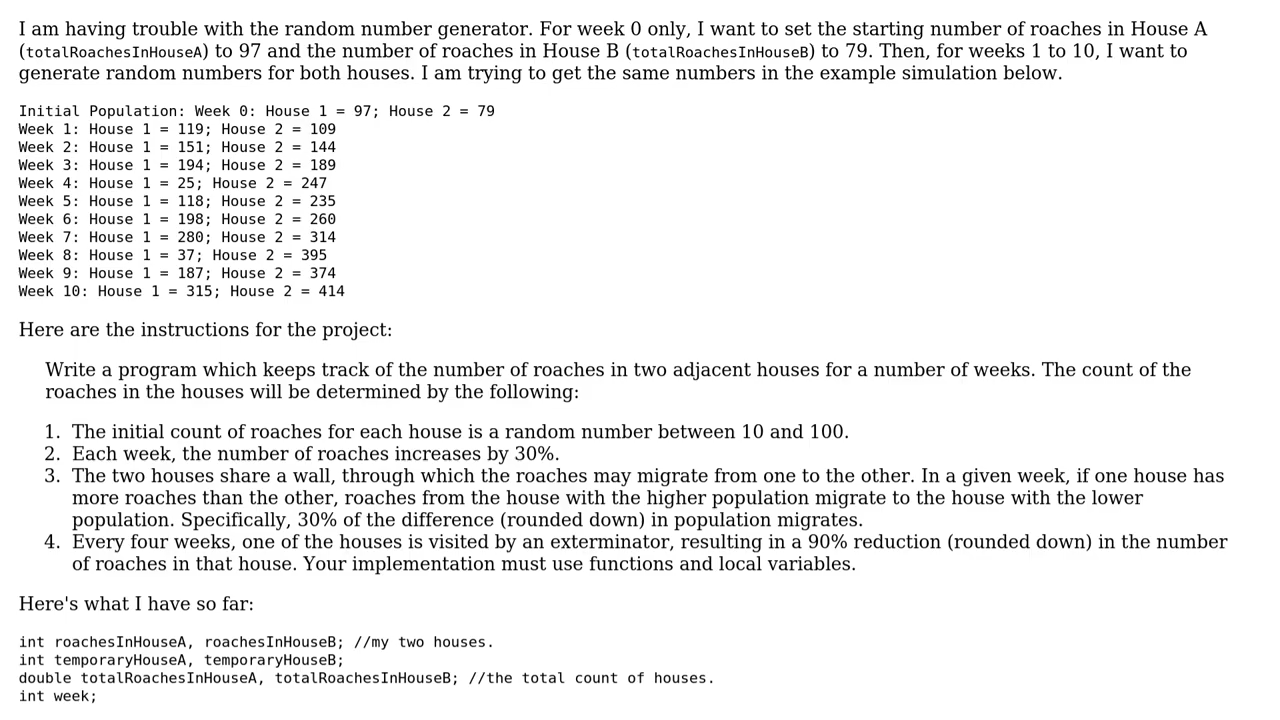 I am having trouble with the random number generator. For week 0 only, I want to set the starting number of roaches in House A
(totalRoachesInHouseA) to 97 and the number of roaches in House B (totalRoachesInHouseB) to 79. Then, for weeks 1 to 10, I want to
generate random numbers for both houses. I am trying to get the same numbers in the example simulation below.
Initial Population: Week 0: House 1 = 97; House 2 = 79
Week 1: House 1 = 119; House 2 = 109
Week 2: House 1 = 151; House 2 = 144
Week 3: House 1 = 194; House 2 = 189
Week 4: House 1 = 25; House 2 = 247
Week 5: House 1 = 118; House 2 = 235
Week 6: House 1 = 198; House 2 = 260
Week 7: House 1 = 280; House 2 = 314
Week 8: House 1 = 37; House 2 = 395
Week 9: House 1 = 187; House 2 = 374
Week 10: House 1 = 315; House 2 = 414
Here are the instructions for the project:
Write a program which keeps track of the number of roaches in two adjacent houses for a number of weeks. The count of the
roaches in the houses will be determined by the following:
1. The initial count of roaches for each house is a random number between 10 and 100.
2. Each week, the number of roaches increases by 30%.
3. The two houses share a wall, through which the roaches may migrate from one to the other. In a given week, if one house has
more roaches than the other, roaches from the house with the higher population migrate to the house with the lower
population. Specifically, 30% of the difference (rounded down) in population migrates.
4. Every four weeks, one of the houses is visited by an exterminator, resulting in a 90% reduction (rounded down) in the number
of roaches in that house. Your implementation must use functions and local variables.
Here's what I have so far:
int roachesInHouseA, roachesInHouseB; //my two houses.
int temporaryHouseA, temporaryHouseB;
double totalRoachesInHouseA, totalRoachesInHouseB; //the total count of houses.
int week;